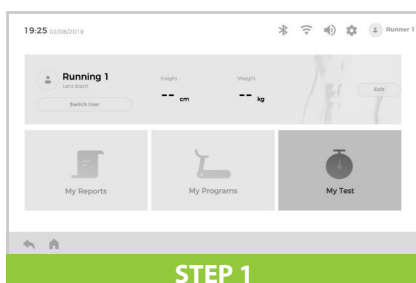 19:25 02/08/2019
Runner 1
Running 1
Let's Start!
Switch User
Height
-- cm
Weight
-- kg
Exit
My Reports
My Programs
My Test
STEP 1